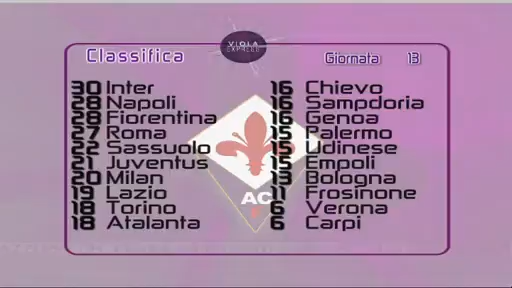 VIOLA
EXPRESS
Classifica
Giornata 13
30 Inter
28 Napoli
28 Fiorentina
27 Roma
22 Sassuolo
21 Juventus
20 Milan
19 Lazio
18 Torino
18 Atalanta
16 Chievo
16 Sampdoria
16 Genoa
15 Palermo
15 Udinese
15 Empoli
13 Bologna
11 Frosinone
6 Verona
6 Carpi
AC
F